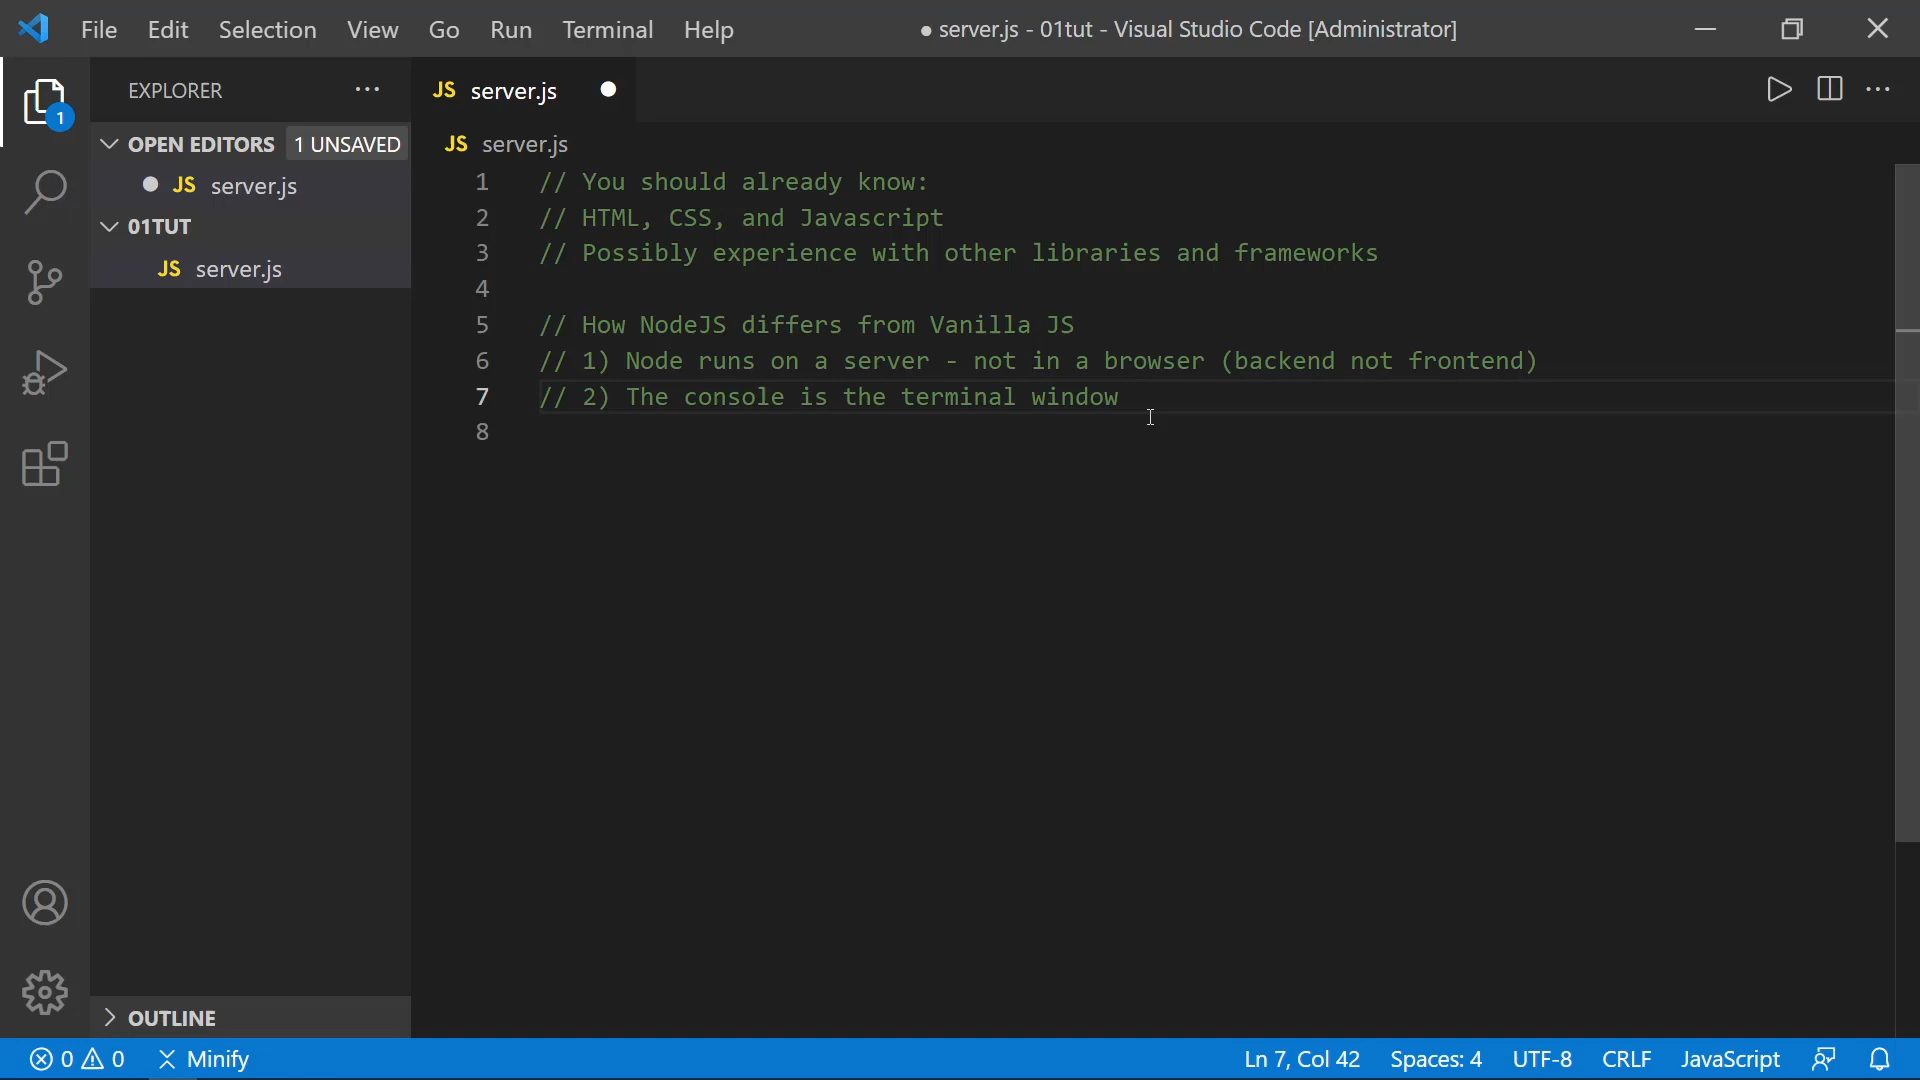 File Edit Selection View Go Run Terminal Help ● server.js - 01tut - Visual Studio Code [Administrator]
EXPLORER ···
1
OPEN EDITORS 1 UNSAVED
JS server.js
01TUT
JS server.js
OUTLINE
JS server.js
JS server.js
1 // You should already know:
2 // HTML, CSS, and Javascript
3 // Possibly experience with other libraries and frameworks
4
5 // How NodeJS differs from Vanilla JS
6 // 1) Node runs on a server - not in a browser (backend not frontend)
7 // 2) The console is the terminal window
8
0 0 Minify Ln 7, Col 42 Spaces: 4 UTF-8 CRLF JavaScript